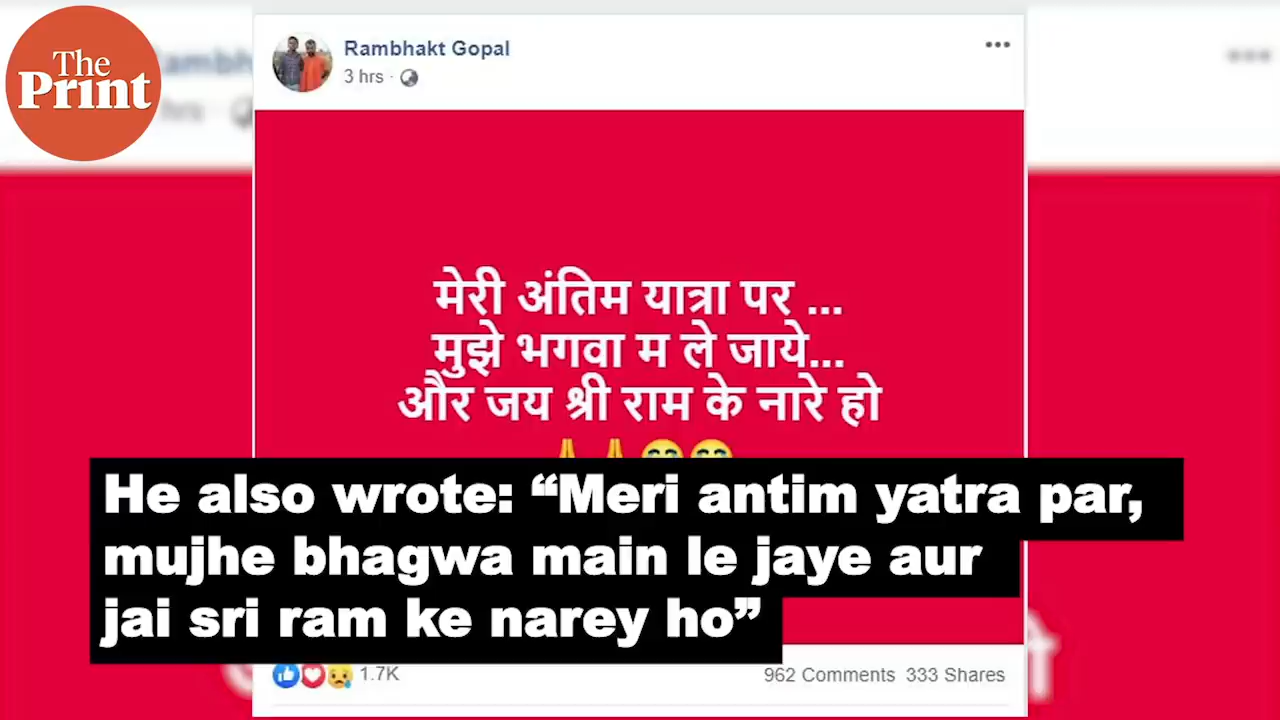 The
Print
Rambhakt Gopal
3 hrs
मेरी अंतिम यात्रा पर ...
मुझे भगवा म ले जाये...
और जय श्री राम के नारे हो
He also wrote: “Meri antim yatra par,
mujhe bhagwa main le jaye aur
jai sri ram ke narey ho”
1.7K
962 Comments 333 Shares